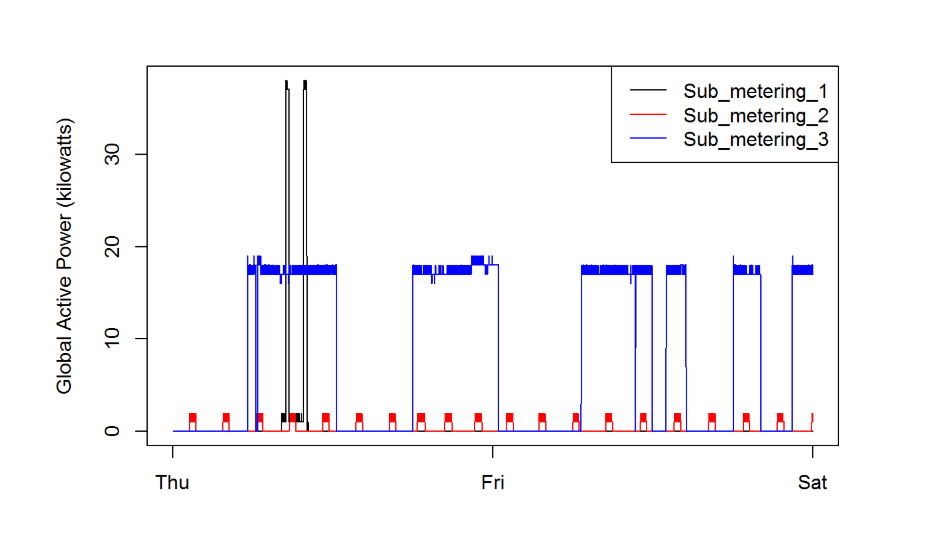 Global Active Power (kilowatts)
30
20
10
0
Sub_metering_1
Sub_metering_2
Sub_metering_3
Thu Fri Sat